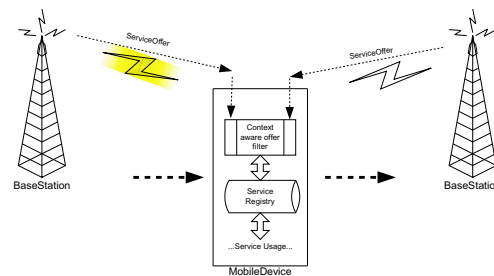 ServiceOffer
ServiceOffer
Context
aware offer
filter
BaseStation
BaseStation
Service
Registry
...Service Usage...
MobileDevice